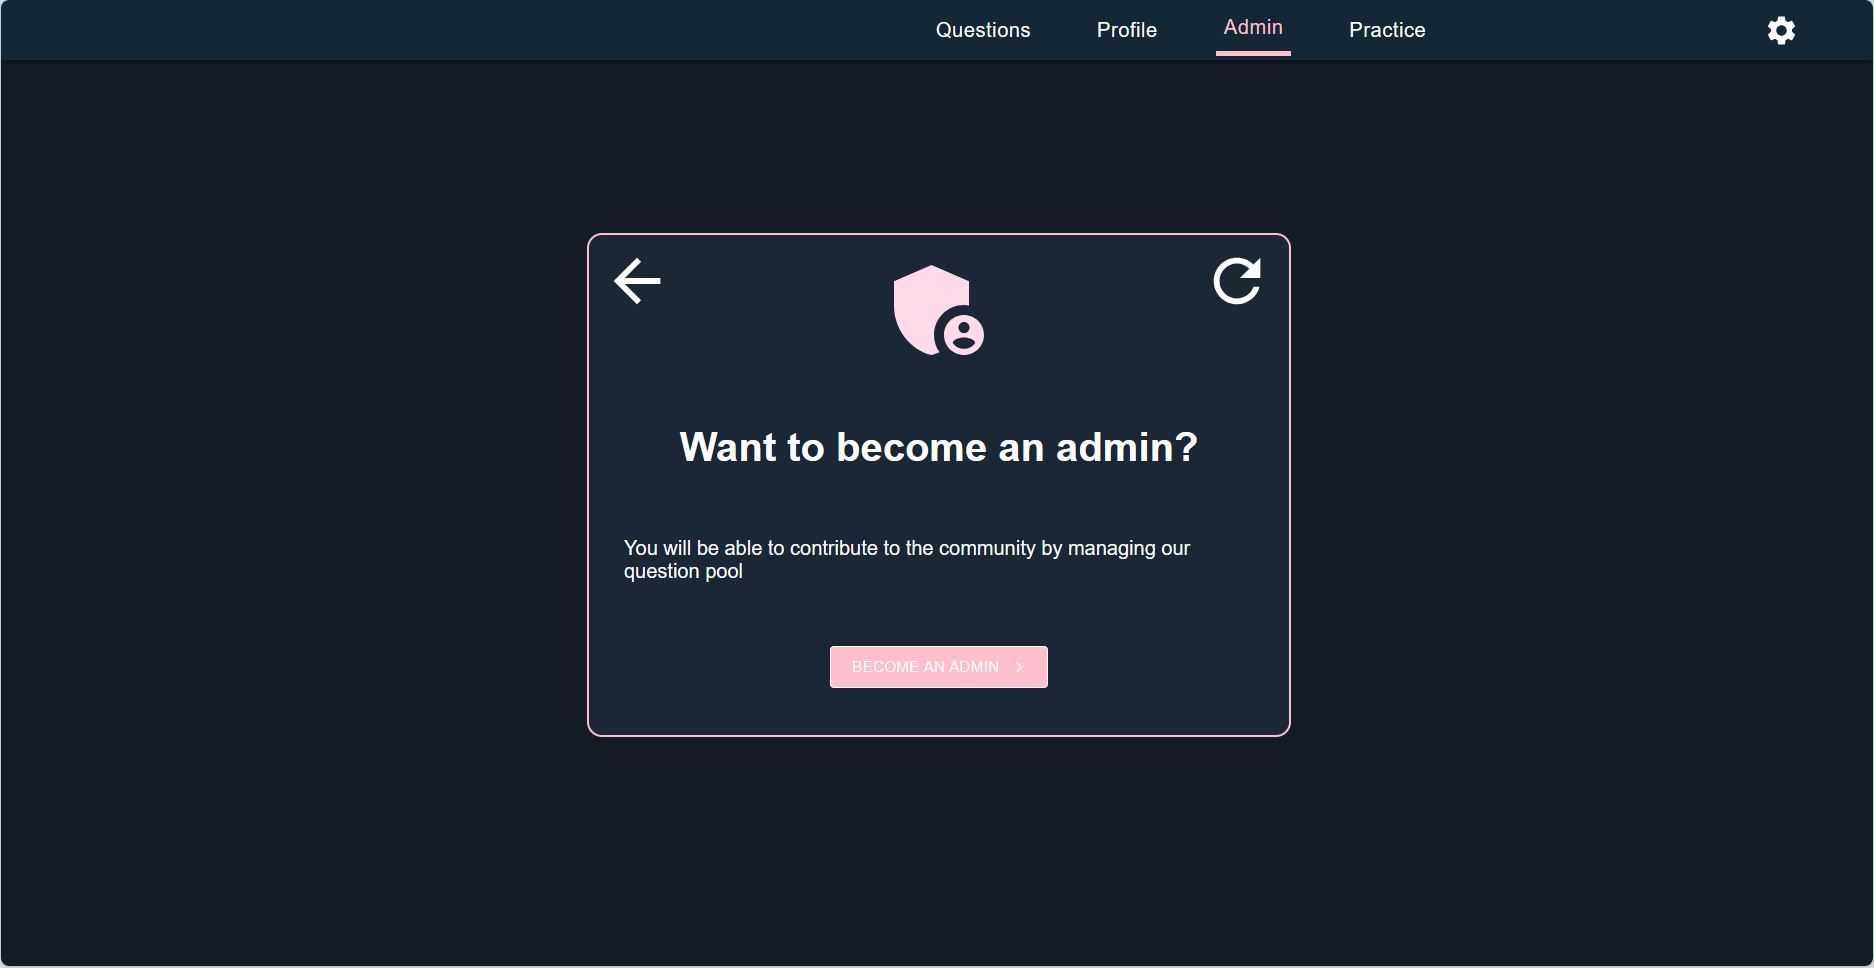 Questions Profile Admin Practice
Want to become an admin?
You will be able to contribute to the community by managing our
question pool
BECOME AN ADMIN